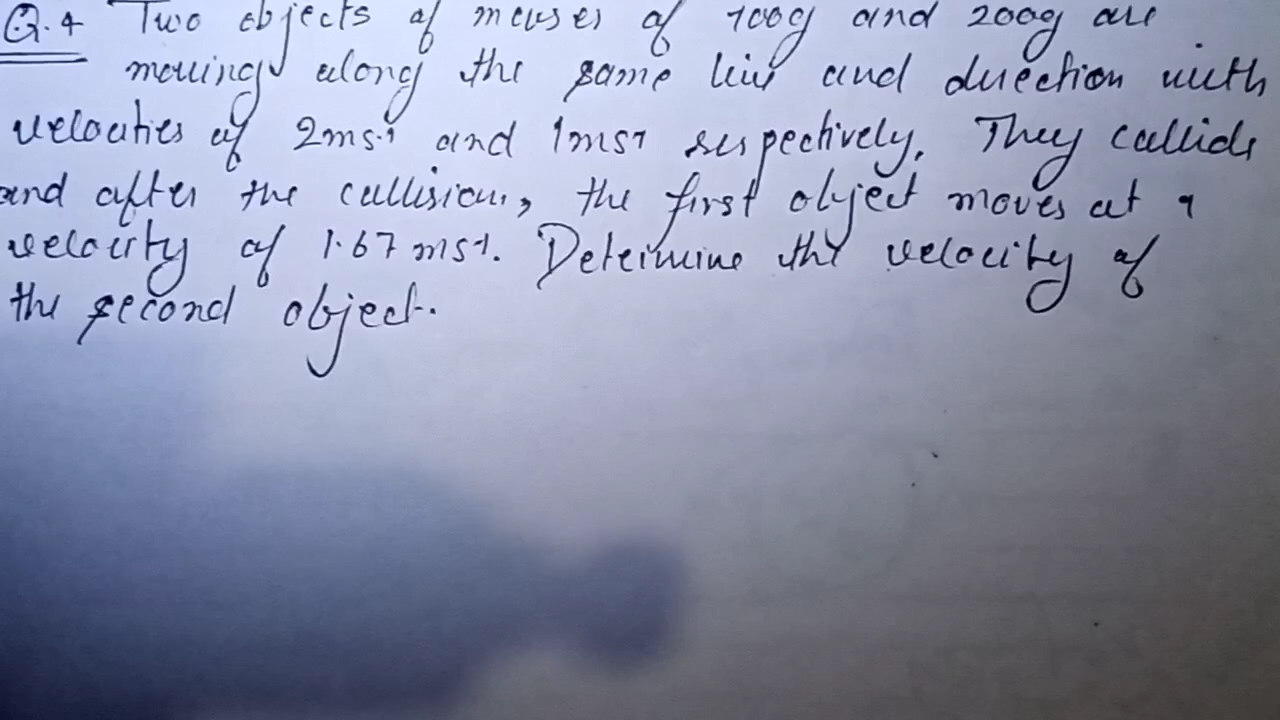 Q.4 Two objects of masses of 100g and 200g are
moving along the same line and direction with
velocities of 2ms-1 and 1ms-1 respectively. They collide
and after the collision, the first object moves at a
velocity of 1.67 ms-1. Determine the velocity of
the second object.